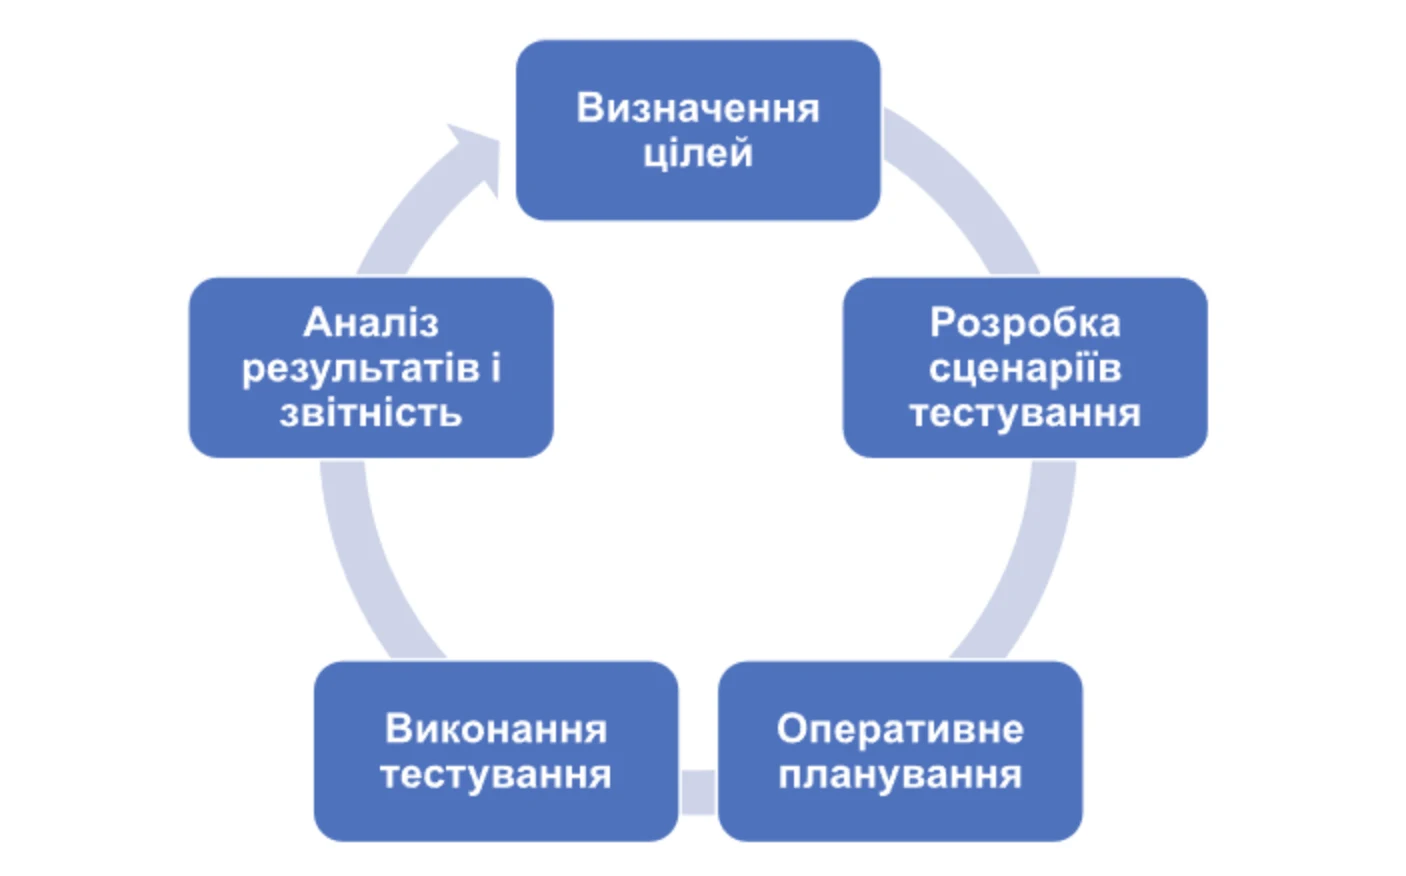 Визначення
цілей
Розробка
сценаріїв
тестування
Оперативне
планування
Виконання
тестування
Аналіз
результатів і
звітність